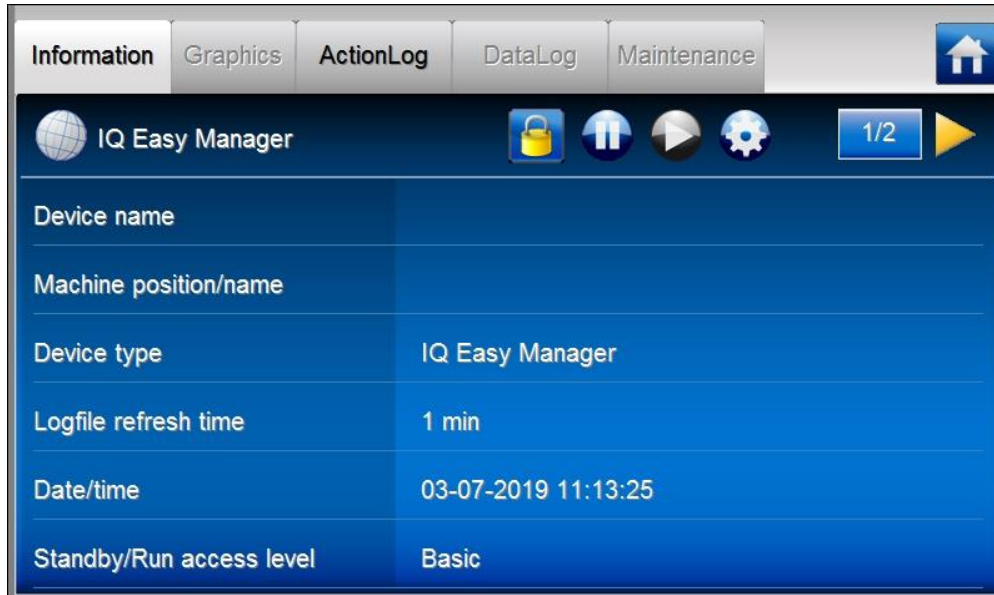 Information Graphics ActionLog DataLog Maintenance
IQ Easy Manager 1/2
Device name
Machine position/name
Device type IQ Easy Manager
Logfile refresh time 1 min
Date/time 03-07-2019 11:13:25
Standby/Run access level Basic